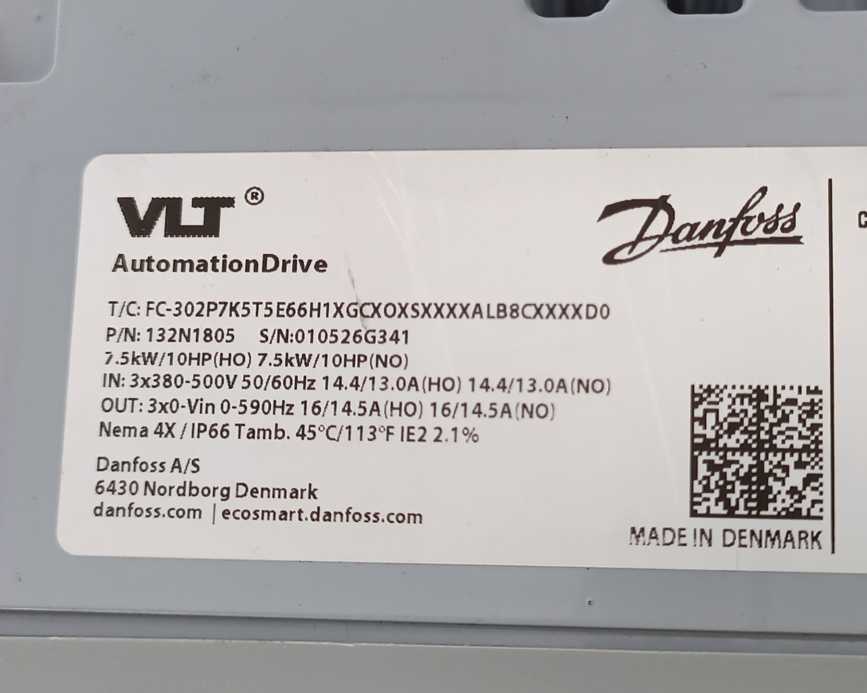 VLT®
Danfoss
AutomationDrive
T/C: FC-302P7K5T5E66H1XGCXOXSXXXXALB8CXXXXD0
P/N: 132N1805 S/N:010526G341
7.5kW/10HP(HO) 7.5kW/10HP(NO)
IN: 3x380-500V 50/60Hz 14.4/13.0A(HO) 14.4/13.0A(NO)
OUT: 3x0-Vin 0-590Hz 16/14.5A(HO) 16/14.5A(NO)
Nema 4X / IP66 Tamb. 45°C/113°F IE2 2.1%
Danfoss A/S
6430 Nordborg Denmark
danfoss.com | ecosmart.danfoss.com
MADE IN DENMARK